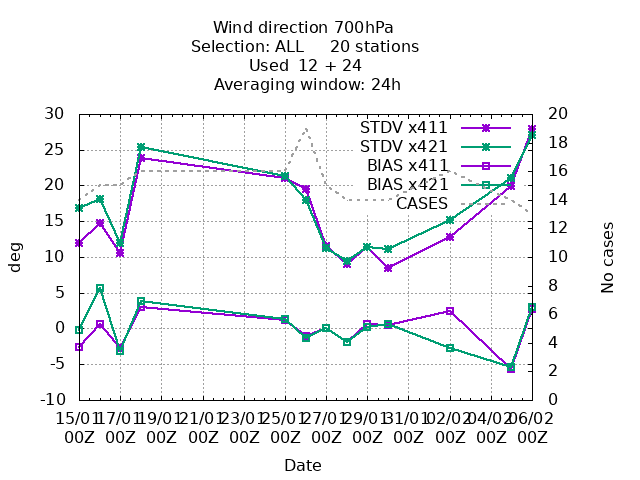 Wind direction 700hPa
Selection: ALL     20 stations
Used  12 + 24
Averaging window: 24h
30 20
STDV x411
18
STDV x421
25
BIAS x411
16
20
BIAS x421
14
CASES
15
12
deg
10 10
No cases
8
5
6
0
4
-5
2
-10 0
15/01 17/01 19/01 21/01 23/01 25/01 27/01 29/01 31/01 02/02 04/02 06/02
00Z 00Z 00Z 00Z 00Z 00Z 00Z 00Z 00Z 00Z 00Z 00Z
Date